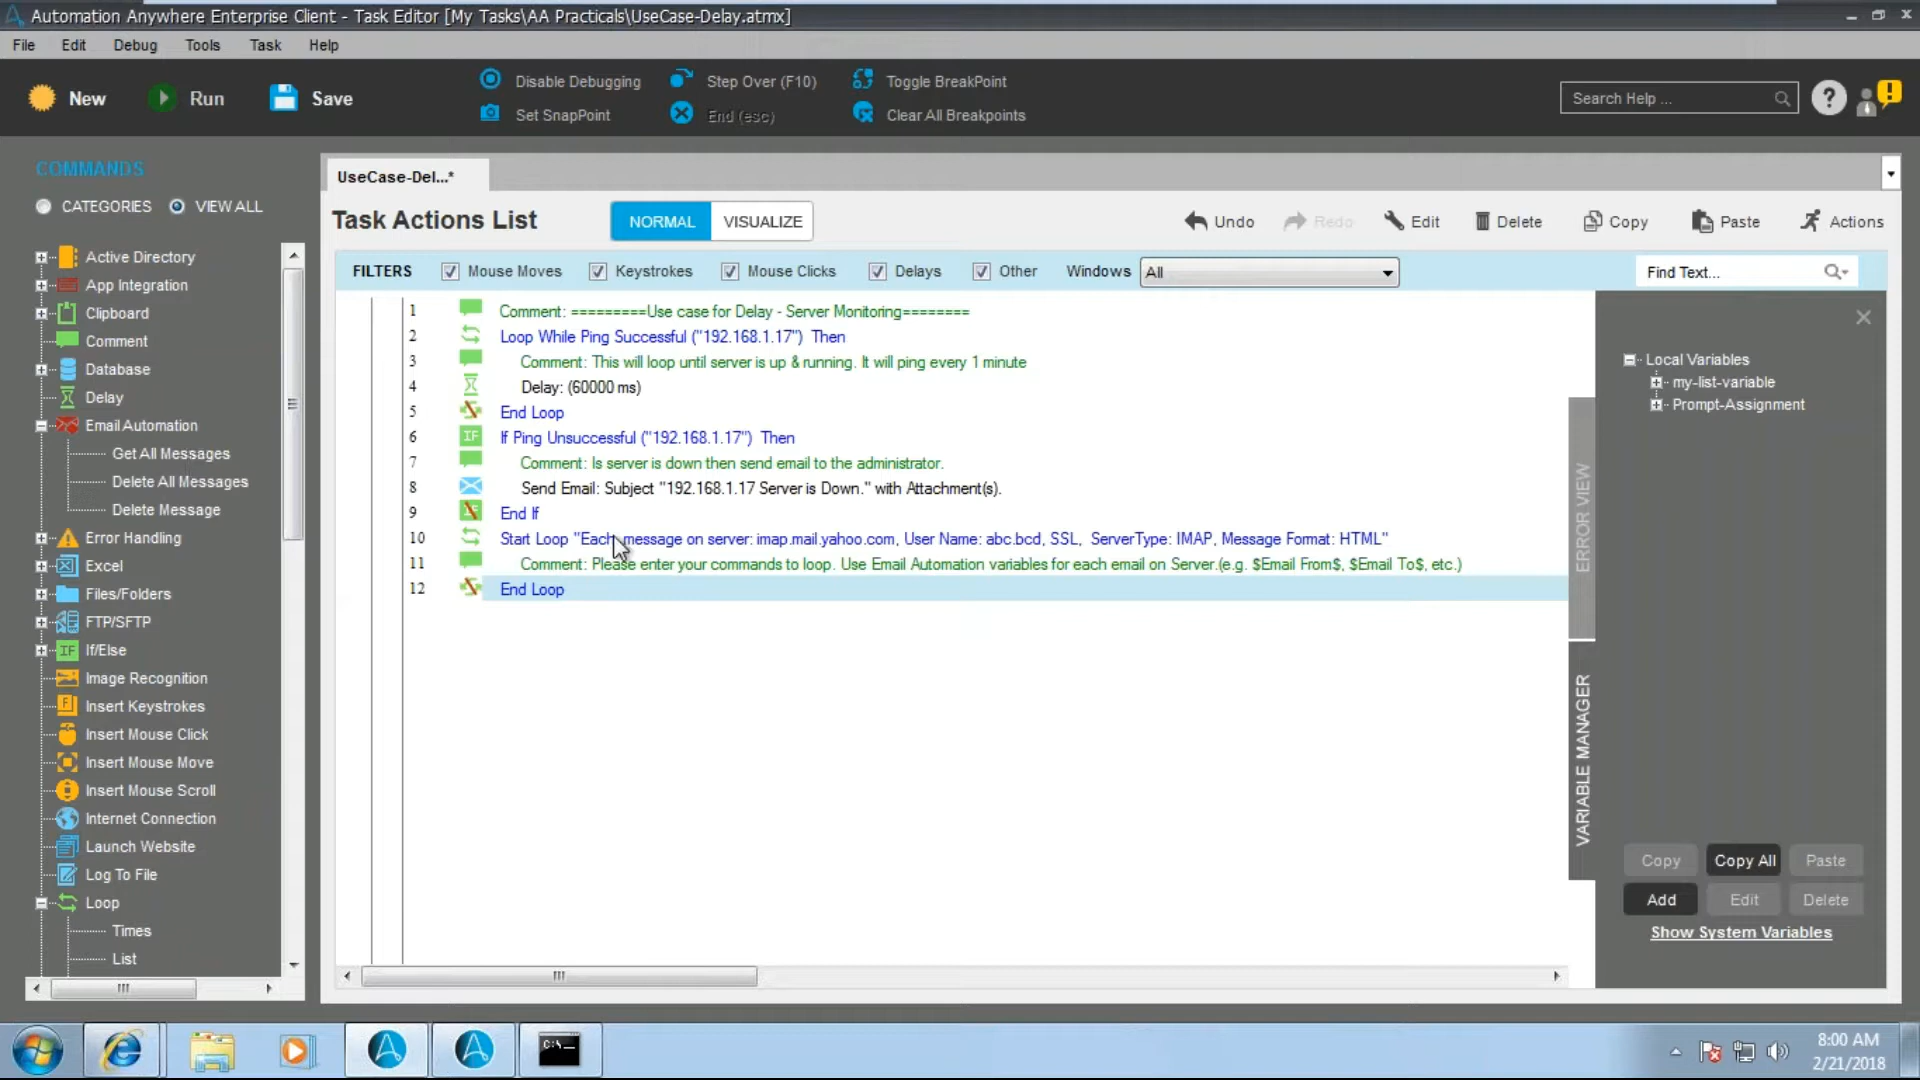 Automation Anywhere Enterprise Client - Task Editor [My Tasks\AA Practicals\UseCase-Delay.atmx]
File Edit Debug Tools Task Help
New Run Save
Disable Debugging Step Over (F10) Toggle BreakPoint
Set SnapPoint End (esc) Clear All Breakpoints
Search Help ...
COMMANDS
CATEGORIES VIEW ALL
Active Directory
App Integration
Clipboard
Comment
Database
Delay
Email Automation
Get All Messages
Delete All Messages
Delete Message
Error Handling
Excel
Files/Folders
FTP/SFTP
If/Else
Image Recognition
Insert Keystrokes
Insert Mouse Click
Insert Mouse Move
Insert Mouse Scroll
Internet Connection
Launch Website
Log To File
Loop
Times
List
UseCase-Del...*
Task Actions List NORMAL VISUALIZE Undo Redo Edit Delete Copy Paste Actions
FILTERS Mouse Moves Keystrokes Mouse Clicks Delays Other Windows All Find Text...
1 Comment: =========Use case for Delay - Server Monitoring========
2 Loop While Ping Successful ("192.168.1.17") Then
3 Comment: This will loop until server is up & running. It will ping every 1 minute
4 Delay: (60000 ms)
5 End Loop
6 IF If Ping Unsuccessful ("192.168.1.17") Then
7 Comment: Is server is down then send email to the administrator.
8 Send Email: Subject "192.168.1.17 Server is Down." with Attachment(s).
9 End If
10 Start Loop "Each message on server: imap.mail.yahoo.com, User Name: abc.bcd, SSL, ServerType: IMAP, Message Format: HTML"
11 Comment: Please enter your commands to loop. Use Email Automation variables for each email on Server.(e.g. $Email From$, $Email To$, etc.)
12 End Loop
ERROR VIEW
VARIABLE MANAGER
Local Variables
my-list-variable
Prompt-Assignment
Copy Copy All Paste
Add Edit Delete
Show System Variables
8:00 AM
2/21/2018